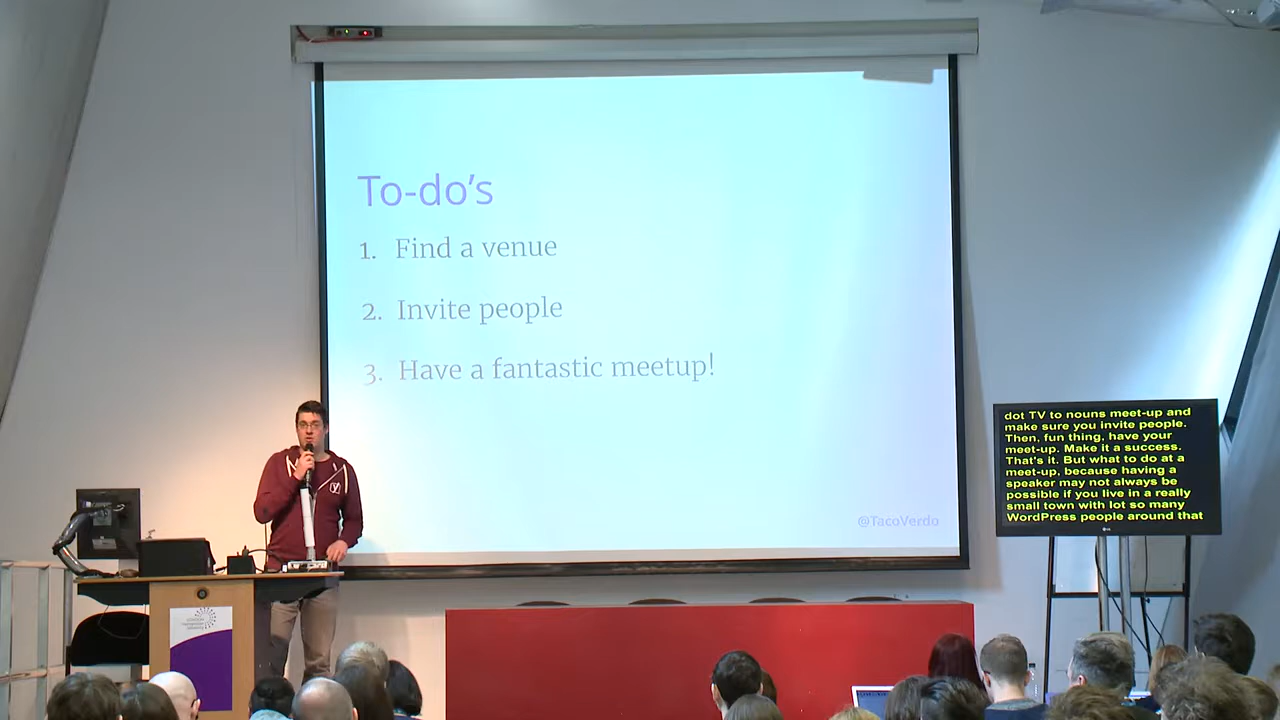 To-do's
1. Find a venue
2. Invite people
3. Have a fantastic meetup!
@TacoVerdo
dot TV to nouns meet-up and
make sure you invite people.
Then, fun thing, have your
meet-up. Make it a success.
That's it. But what to do at a
meet-up, because having a
speaker may not always be
possible if you live in a really
small town with lot so many
WordPress people around that